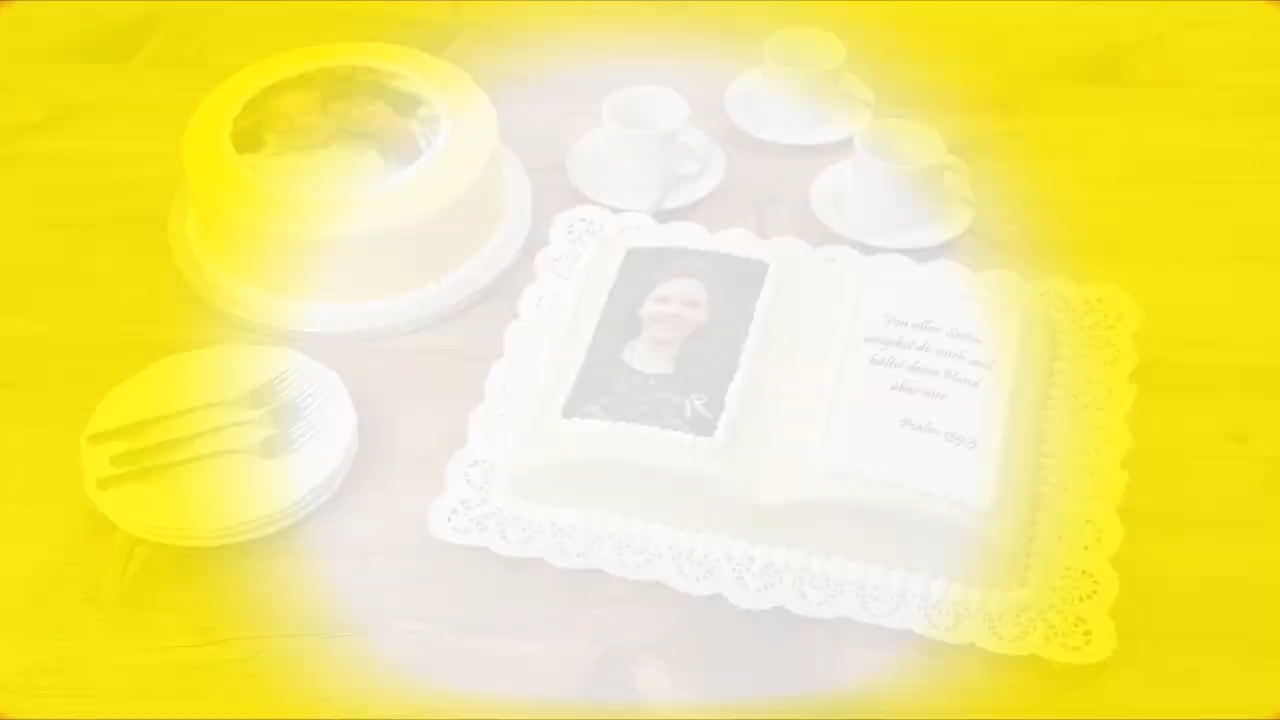 Von allen Seiten
umgibst du mich und
hältst deine Hand
über mir.
Psalm 139,5